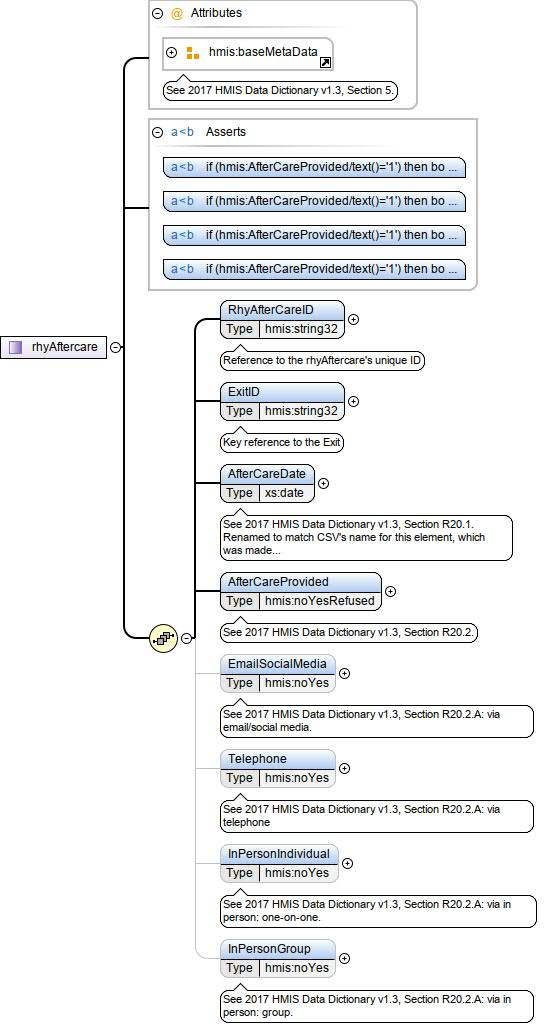 @ Attributes
hmis:baseMetaData
See 2017 HMIS Data Dictionary v1.3, Section 5.
a<b Asserts
a<b if (hmis:AfterCareProvided/text()='1') then bo ...
a<b if (hmis:AfterCareProvided/text()='1') then bo ...
a<b if (hmis:AfterCareProvided/text()='1') then bo ...
a<b if (hmis:AfterCareProvided/text()='1') then bo ...
rhyAftercare
RhyAfterCareID
Type hmis:string32
Reference to the rhyAftercare's unique ID
ExitID
Type hmis:string32
Key reference to the Exit
AfterCareDate
Type xs:date
See 2017 HMIS Data Dictionary v1.3, Section R20.1.
Renamed to match CSV's name for this element, which
was made...
AfterCareProvided
Type hmis:noYesRefused
See 2017 HMIS Data Dictionary v1.3, Section R20.2.
EmailSocialMedia
Type hmis:noYes
See 2017 HMIS Data Dictionary v1.3, Section R20.2.A: via
email/social media.
Telephone
Type hmis:noYes
See 2017 HMIS Data Dictionary v1.3, Section R20.2.A: via
telephone
InPersonIndividual
Type hmis:noYes
See 2017 HMIS Data Dictionary v1.3, Section R20.2.A: via in
person: one-on-one.
InPersonGroup
Type hmis:noYes
See 2017 HMIS Data Dictionary v1.3, Section R20.2.A: via in
person: group.